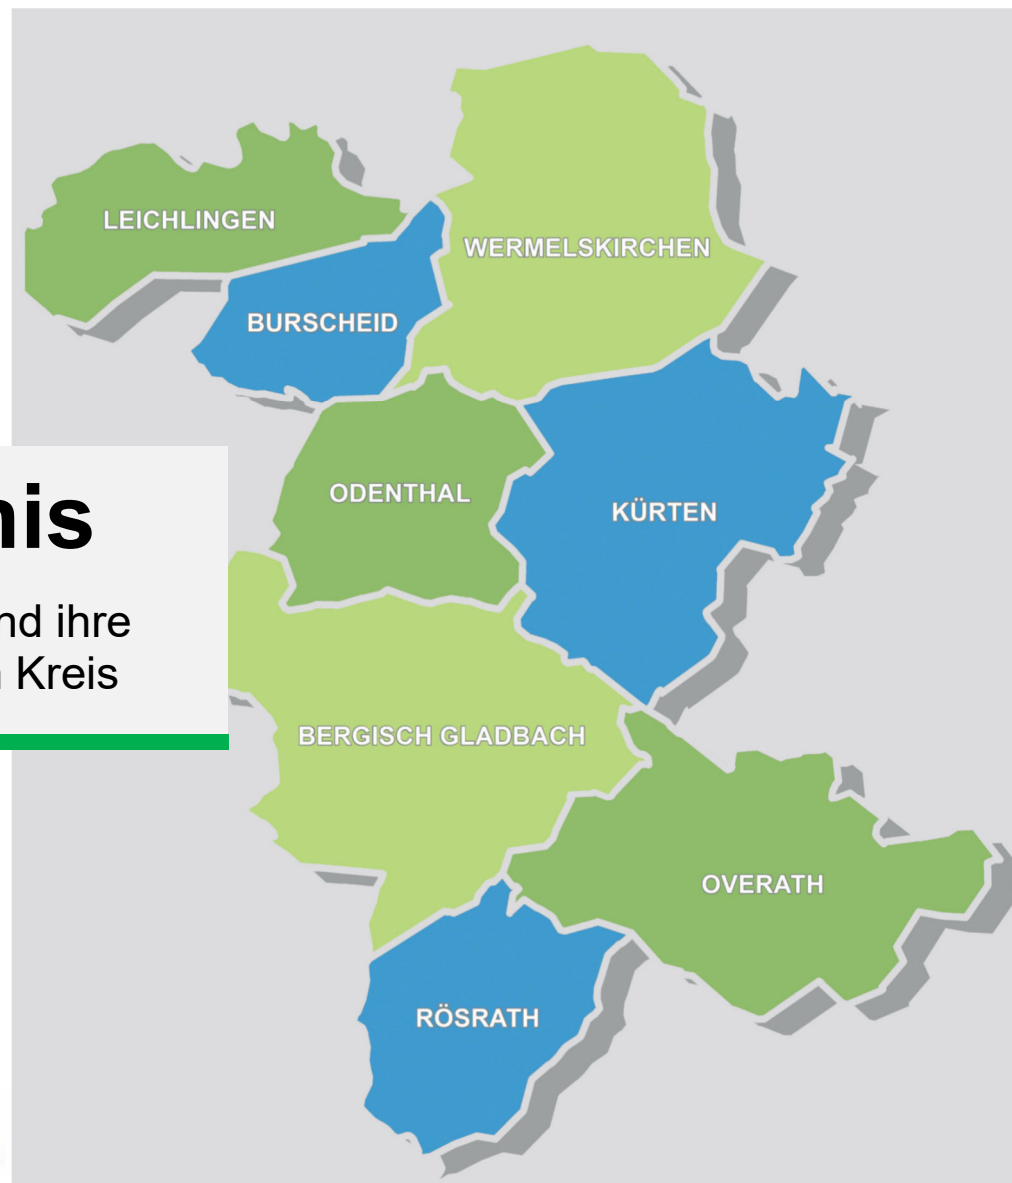 LEICHLINGEN
WERMELSKIRCHEN
BURSCHEID
ODENTHAL
KÜRTEN
nis
nd ihre
Kreis
BERGISCH GLADBACH
OVERATH
RÖSRATH